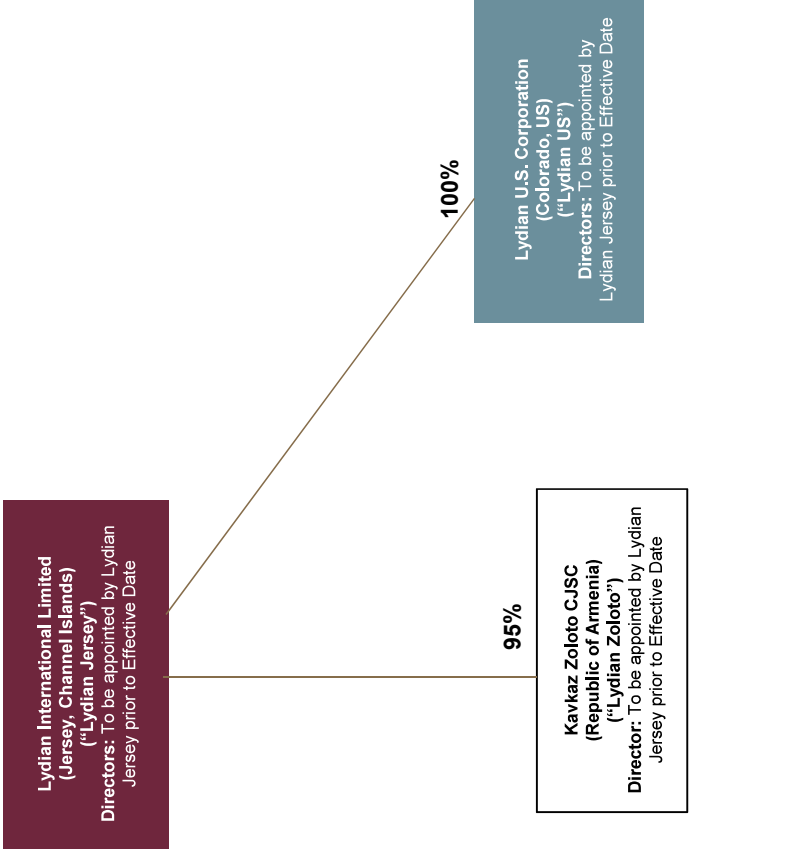 Lydian International Limited
(Jersey, Channel Islands)
(“Lydian Jersey”)
Directors: To be appointed by Lydian
Jersey prior to Effective Date
95%
Kavkaz Zoloto CJSC
(Republic of Armenia)
(“Lydian Zoloto”)
Director: To be appointed by Lydian
Jersey prior to Effective Date
100%
Lydian U.S. Corporation
(Colorado, US)
(“Lydian US”)
Directors: To be appointed by
Lydian Jersey prior to Effective Date